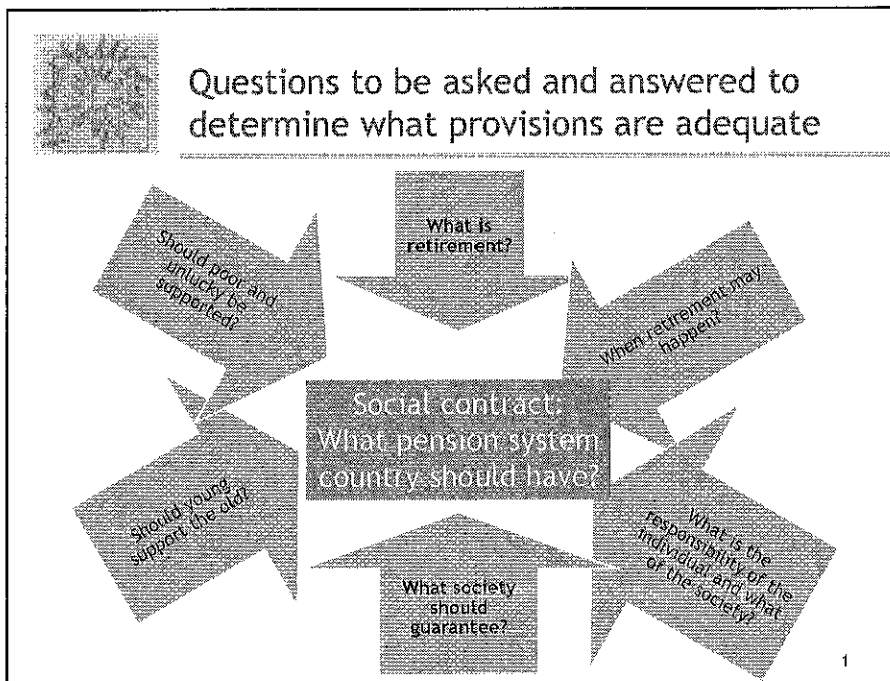 Questions to be asked and answered to
determine what provisions are adequate
What is
retirement?
Should poor and
unlucky be
supported?
When retirement may
happen?
Social contract:
What pension system
country should have?
Should young
support the old?
What is the
responsibility of the
individual and what
of the society?
What society
should
guarantee?
1